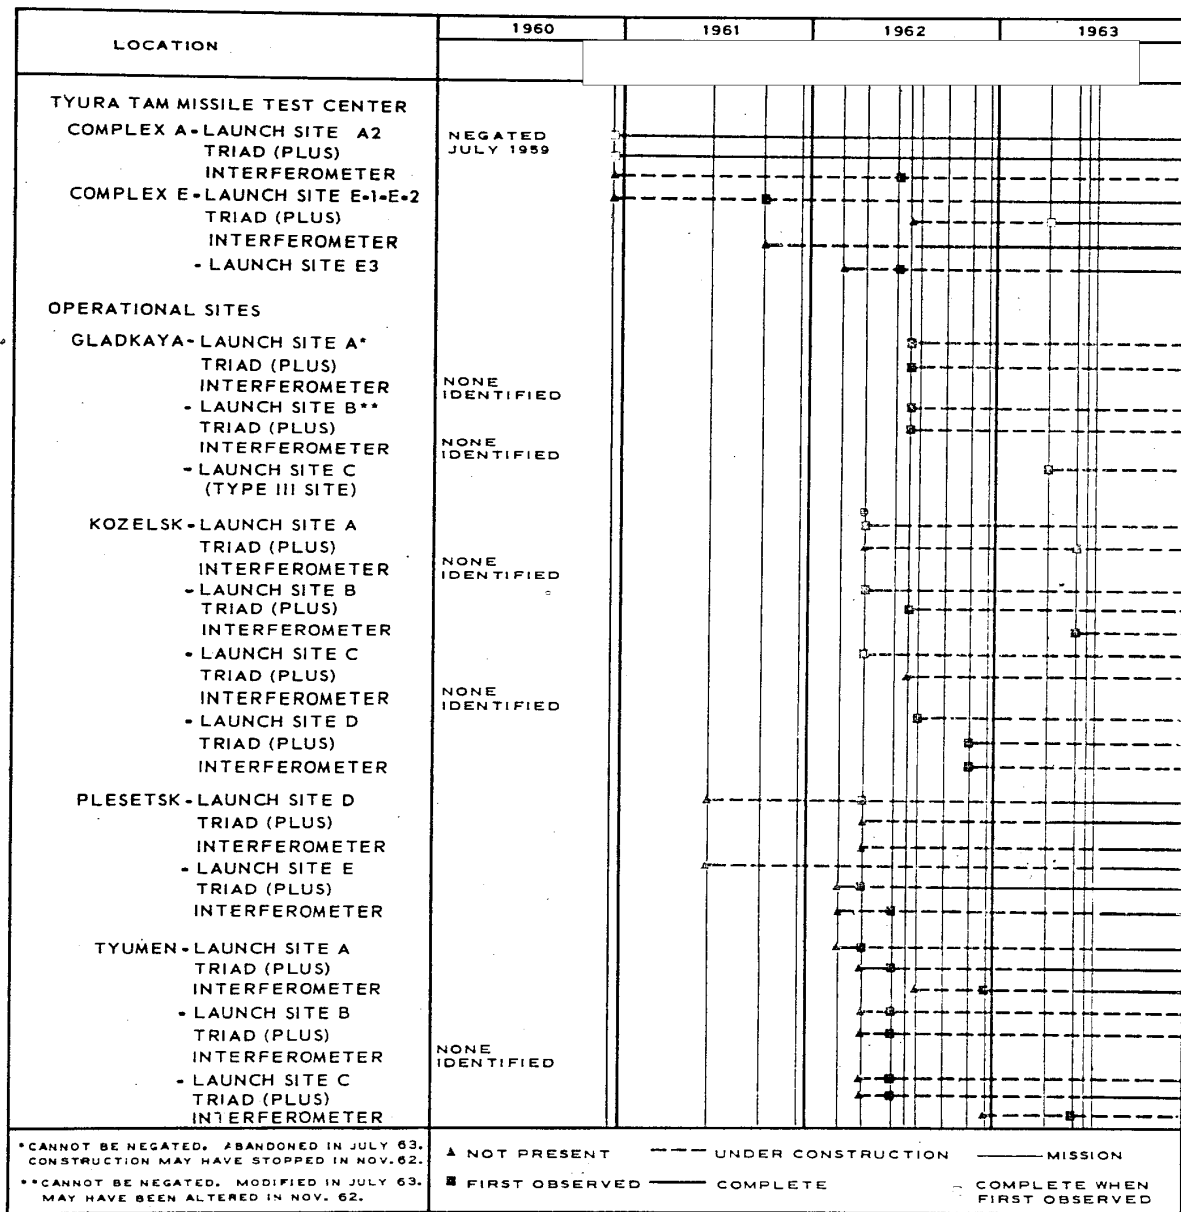 LOCATION
1960 1961 1962 1963
TYURA TAM MISSILE TEST CENTER
COMPLEX A - LAUNCH SITE A2 NEGATED
TRIAD (PLUS) JULY 1959
INTERFEROMETER
COMPLEX E - LAUNCH SITE E-1-E-2
TRIAD (PLUS)
INTERFEROMETER
- LAUNCH SITE E3
OPERATIONAL SITES
GLADKAYA - LAUNCH SITE A*
TRIAD (PLUS)
INTERFEROMETER NONE IDENTIFIED
- LAUNCH SITE B**
TRIAD (PLUS)
INTERFEROMETER NONE IDENTIFIED
- LAUNCH SITE C
(TYPE III SITE)
KOZELSK - LAUNCH SITE A
TRIAD (PLUS)
INTERFEROMETER NONE IDENTIFIED
- LAUNCH SITE B
TRIAD (PLUS)
INTERFEROMETER
- LAUNCH SITE C
TRIAD (PLUS)
INTERFEROMETER NONE IDENTIFIED
- LAUNCH SITE D
TRIAD (PLUS)
INTERFEROMETER
PLESETSK - LAUNCH SITE D
TRIAD (PLUS)
INTERFEROMETER
- LAUNCH SITE E
TRIAD (PLUS)
INTERFEROMETER
TYUMEN - LAUNCH SITE A
TRIAD (PLUS)
INTERFEROMETER
- LAUNCH SITE B
TRIAD (PLUS)
INTERFEROMETER NONE IDENTIFIED
- LAUNCH SITE C
TRIAD (PLUS)
INTERFEROMETER
*CANNOT BE NEGATED. ABANDONED IN JULY 63.
CONSTRUCTION MAY HAVE STOPPED IN NOV. 62.
**CANNOT BE NEGATED. MODIFIED IN JULY 63.
MAY HAVE BEEN ALTERED IN NOV. 62.
NOT PRESENT UNDER CONSTRUCTION MISSION
FIRST OBSERVED COMPLETE COMPLETE WHEN
FIRST OBSERVED